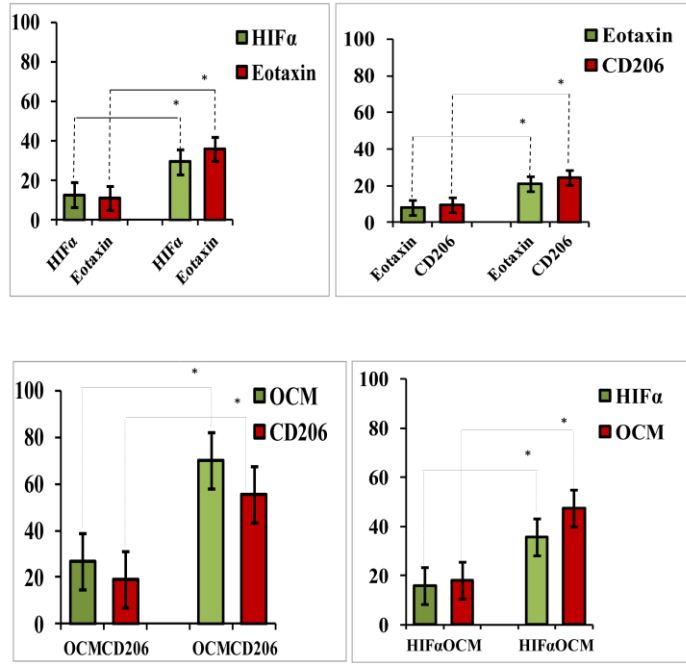 100
80
60
40
20
0
HIFα
Eotaxin
*
*
HIFα
Eotaxin
HIFα
Eotaxin
100
80
60
40
20
0
Eotaxin
CD206
*
*
Eotaxin
CD206
Eotaxin
CD206
100
80
60
40
20
0
OCM
CD206
*
*
OCMCD206
OCMCD206
100
80
60
40
20
0
HIFα
OCM
*
*
HIFαOCM
HIFαOCM